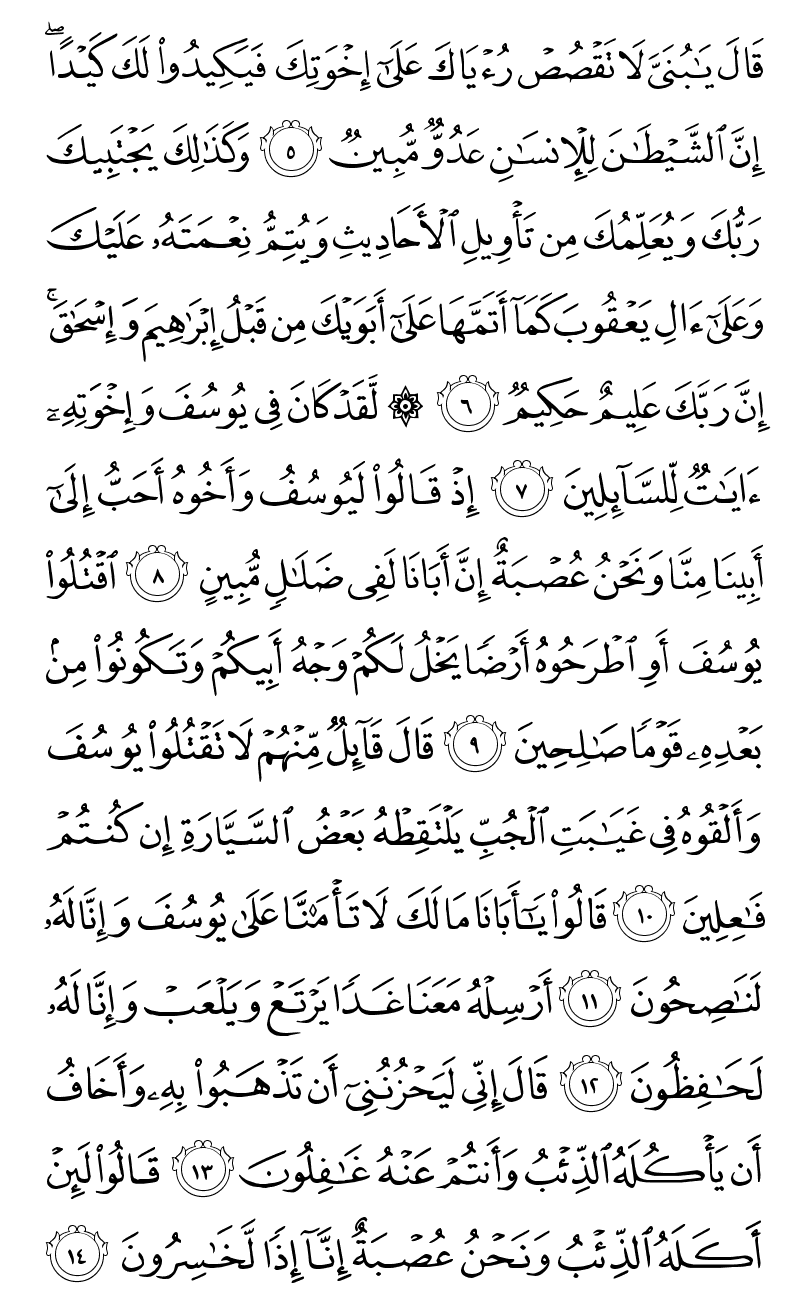 قَالَ يَٰبُنَىَّ لَا تَقْصُصْ رُءْيَاكَ عَلَىٰٓ إِخْوَتِكَ فَيَكِيدُوا۟ لَكَ كَيْدًا ۖ
إِنَّ ٱلشَّيْطَٰنَ لِلْإِنسَٰنِ عَدُوٌّ مُّبِينٌ ٥ وَكَذَٰلِكَ يَجْتَبِيكَ
رَبُّكَ وَيُعَلِّمُكَ مِن تَأْوِيلِ ٱلْأَحَادِيثِ وَيُتِمُّ نِعْمَتَهُۥ عَلَيْكَ
وَعَلَىٰٓ ءَالِ يَعْقُوبَ كَمَآ أَتَمَّهَا عَلَىٰٓ أَبَوَيْكَ مِن قَبْلُ إِبْرَٰهِيمَ وَإِسْحَٰقَ ۚ
إِنَّ رَبَّكَ عَلِيمٌ حَكِيمٌ ٦ ۞ لَّقَدْ كَانَ فِى يُوسُفَ وَإِخْوَتِهِۦٓ
ءَايَٰتٌ لِّلسَّآئِلِينَ ٧ إِذْ قَالُوا۟ لَيُوسُفُ وَأَخُوهُ أَحَبُّ إِلَىٰٓ
أَبِينَا مِنَّا وَنَحْنُ عُصْبَةٌ إِنَّ أَبَانَا لَفِى ضَلَٰلٍ مُّبِينٍ ٨ ٱقْتُلُوا۟
يُوسُفَ أَوِ ٱطْرَحُوهُ أَرْضًا يَخْلُ لَكُمْ وَجْهُ أَبِيكُمْ وَتَكُونُوا۟ مِنۢ
بَعْدِهِۦ قَوْمًا صَٰلِحِينَ ٩ قَالَ قَآئِلٌ مِّنْهُمْ لَا تَقْتُلُوا۟ يُوسُفَ
وَأَلْقُوهُ فِى غَيَٰبَتِ ٱلْجُبِّ يَلْتَقِطْهُ بَعْضُ ٱلسَّيَّارَةِ إِن كُنتُمْ
فَٰعِلِينَ ١٠ قَالُوا۟ يَٰٓأَبَانَا مَا لَكَ لَا تَأْمَ۫نَّا عَلَىٰ يُوسُفَ وَإِنَّا لَهُۥ
لَنَٰصِحُونَ ١١ أَرْسِلْهُ مَعَنَا غَدًا يَرْتَعْ وَيَلْعَبْ وَإِنَّا لَهُۥ
لَحَٰفِظُونَ ١٢ قَالَ إِنِّى لَيَحْزُنُنِىٓ أَن تَذْهَبُوا۟ بِهِۦ وَأَخَافُ
أَن يَأْكُلَهُ ٱلذِّئْبُ وَأَنتُمْ عَنْهُ غَٰفِلُونَ ١٣ قَالُوا۟ لَئِنْ
أَكَلَهُ ٱلذِّئْبُ وَنَحْنُ عُصْبَةٌ إِنَّآ إِذًا لَّخَٰسِرُونَ ١٤